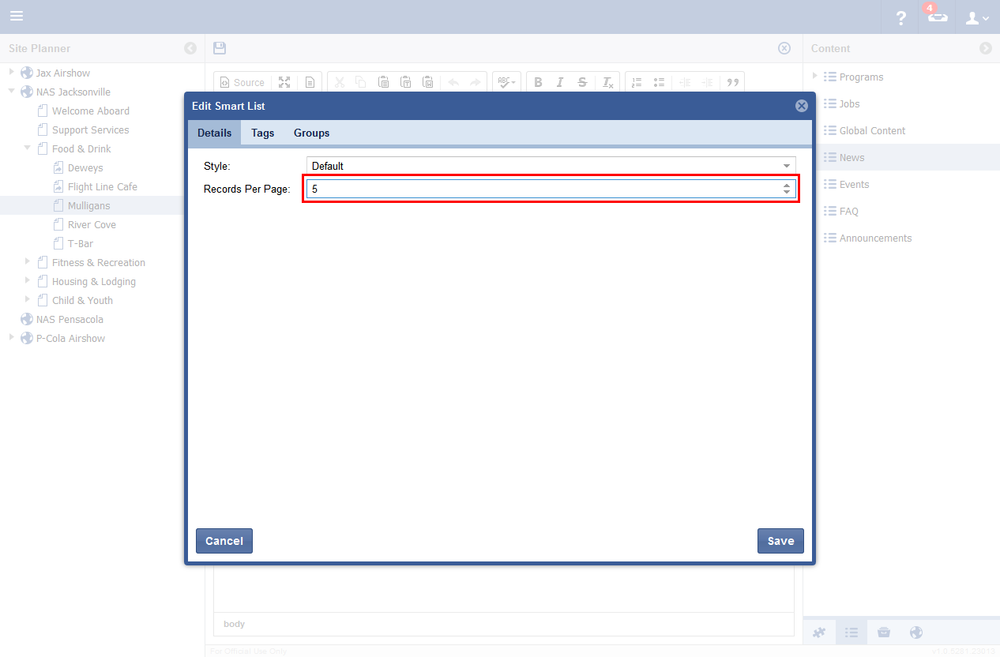 4
Site Planner
Content
Jax Airshow
NAS Jacksonville
Welcome Aboard
Support Services
Food & Drink
Deweys
Flight Line Cafe
Mulligans
River Cove
T-Bar
Fitness & Recreation
Housing & Lodging
Child & Youth
NAS Pensacola
P-Cola Airshow
Source
ABC
B I S Tx
Edit Smart List
Details Tags Groups
Style: Default
Records Per Page: 5
Cancel Save
body
For Official Use Only
Programs
Jobs
Global Content
News
Events
FAQ
Announcements